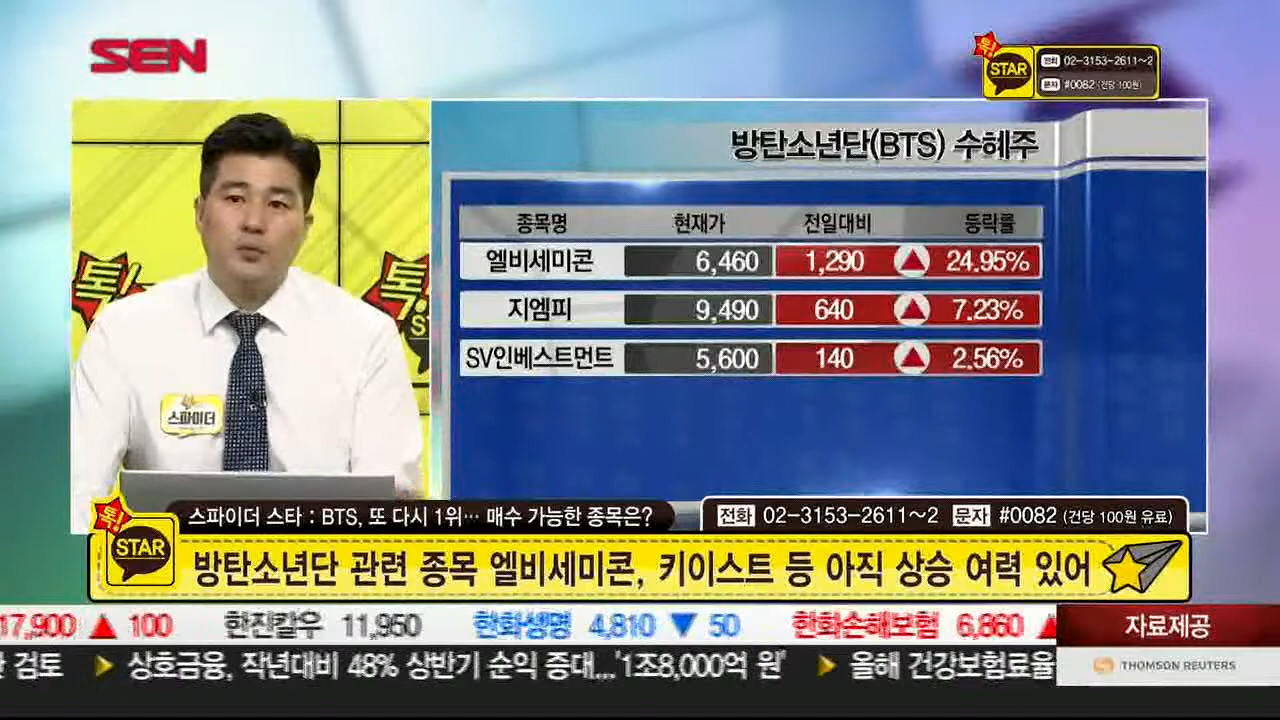 SEN
톡!
STAR
전화 02-3153-2611~2
문자 #0082 (건당 100원)
방탄소년단(BTS) 수혜주
종목명 현재가 전일대비 등락률
엘비세미콘 6,460 1,290 ▲ 24.95%
지엠피 9,490 640 ▲ 7.23%
SV인베스트먼트 5,600 140 ▲ 2.56%
톡!
톡!
스파이더
톡!
STAR
스파이더 스타 : BTS, 또 다시 1위… 매수 가능한 종목은?
전화 02-3153-2611~2 문자 #0082 (건당 100원 유료)
방탄소년단 관련 종목 엘비세미콘, 키이스트 등 아직 상승 여력 있어
17,900 ▲ 100 한진칼우 11,950 한화생명 4,810 ▼ 50 한화손해보험 6,860 ▲
자료제공
검토 ▶ 상호금융, 작년대비 48% 상반기 순익 증대...'1조8,000억 원' ▶ 올해 건강보험료율
THOMSON REUTERS